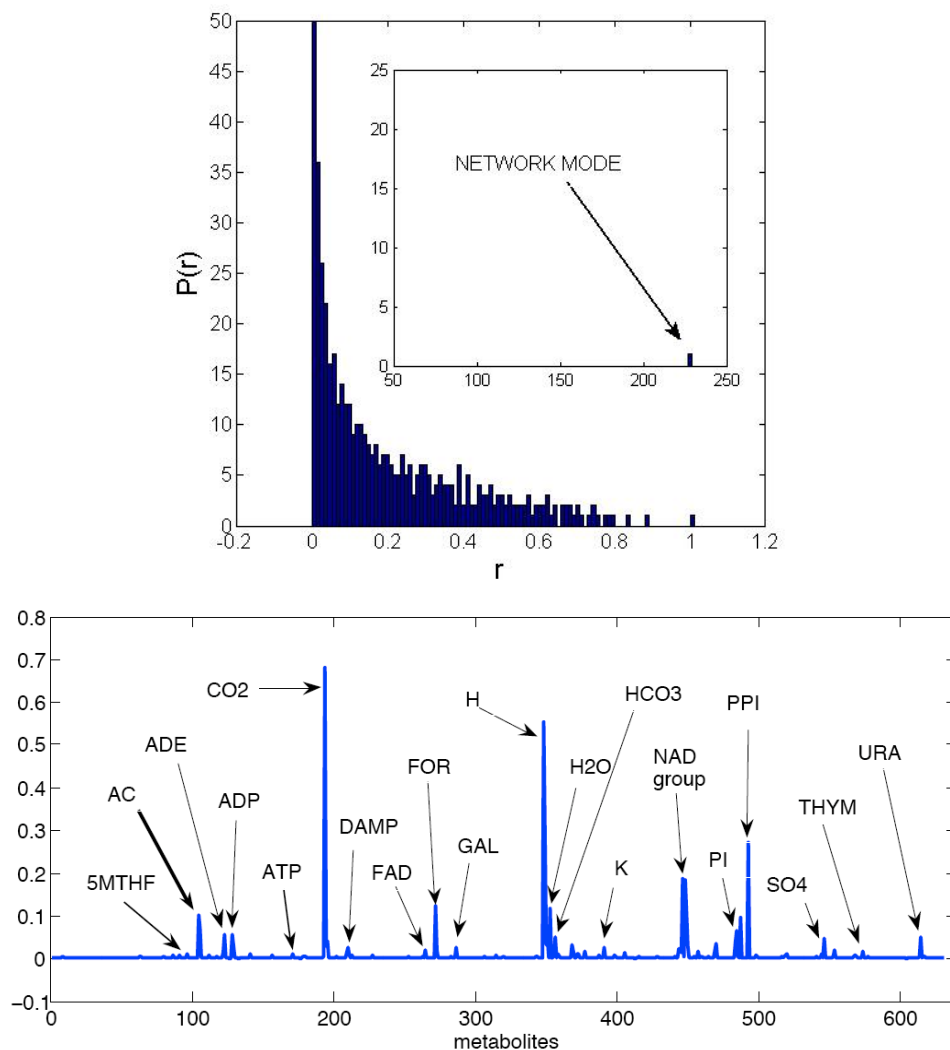 50
45
40
35
30
25
20
15
10
5
0
P(r)
25
20
15
10
5
0
NETWORK MODE
50 100 150 200 250
-0.2 0 0.2 0.4 0.6 0.8 1 1.2
r
0.8
0.7
0.6
0.5
0.4
0.3
0.2
0.1
0
−0.1
CO2
ADE
AC
ADP
5MTHF
ATP
DAMP
FAD
FOR
GAL
H
HCO3
H2O
K
NAD
group
PI
PPI
SO4
THYM
URA
0 100 200 300 400 500 600
metabolites